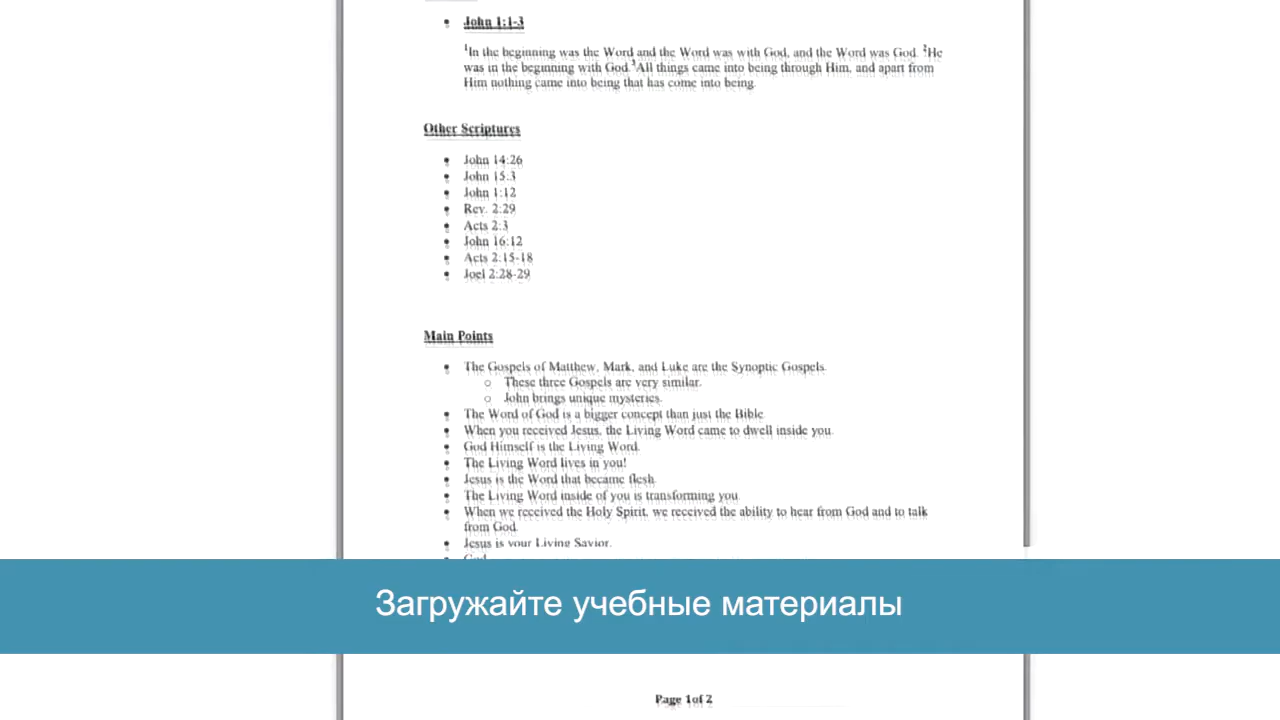 • John 1:1-3
¹In the beginning was the Word and the Word was with God, and the Word was God. ²He
was in the beginning with God. ³All things came into being through Him, and apart from
Him nothing came into being that has come into being.
Other Scriptures
• John 14:26
• John 15:3
• John 1:12
• Rev. 2:29
• Acts 2:3
• John 16:12
• Acts 2:15-18
• Joel 2:28-29
Main Points
• The Gospels of Matthew, Mark, and Luke are the Synoptic Gospels.
o These three Gospels are very similar.
o John brings unique mysteries.
• The Word of God is a bigger concept than just the Bible.
• When you received Jesus, the Living Word came to dwell inside you.
• God Himself is the Living Word.
• The Living Word lives in you!
• Jesus is the Word that became flesh.
• The Living Word inside of you is transforming you.
• When we received the Holy Spirit, we received the ability to hear from God and to talk
from God.
• Jesus is your Living Savior.
Загружайте учебные материалы
Page 1of 2